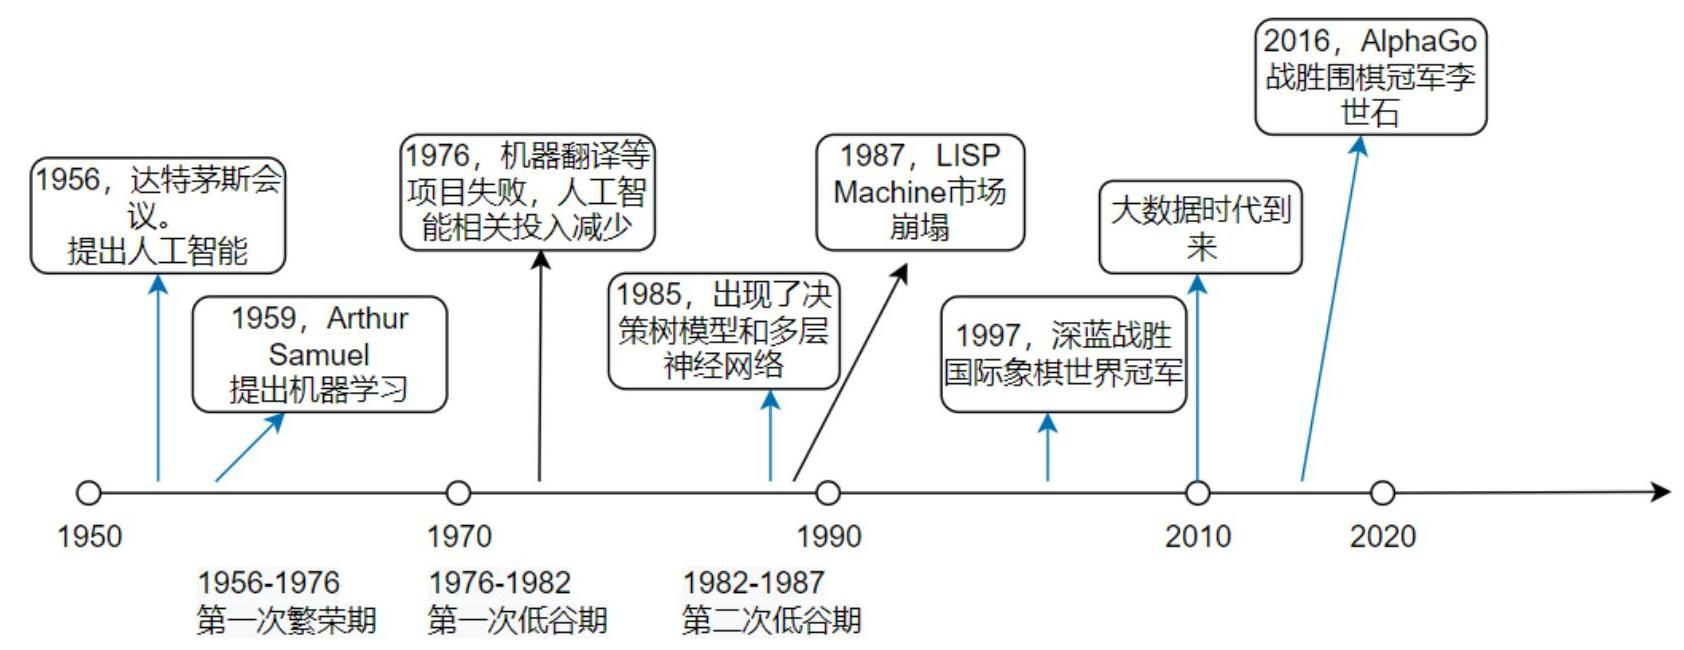 1956，达特茅斯会
议。
提出人工智能
1959，Arthur
Samuel
提出机器学习
1976，机器翻译等
项目失败，人工智
能相关投入减少
1985，出现了决
策树模型和多层
神经网络
1987，LISP
Machine市场
崩塌
1997，深蓝战胜
国际象棋世界冠军
大数据时代到
来
2016，AlphaGo
战胜围棋冠军李
世石
1950
1970
1990
2010
2020
1956-1976
第一次繁荣期
1976-1982
第一次低谷期
1982-1987
第二次低谷期